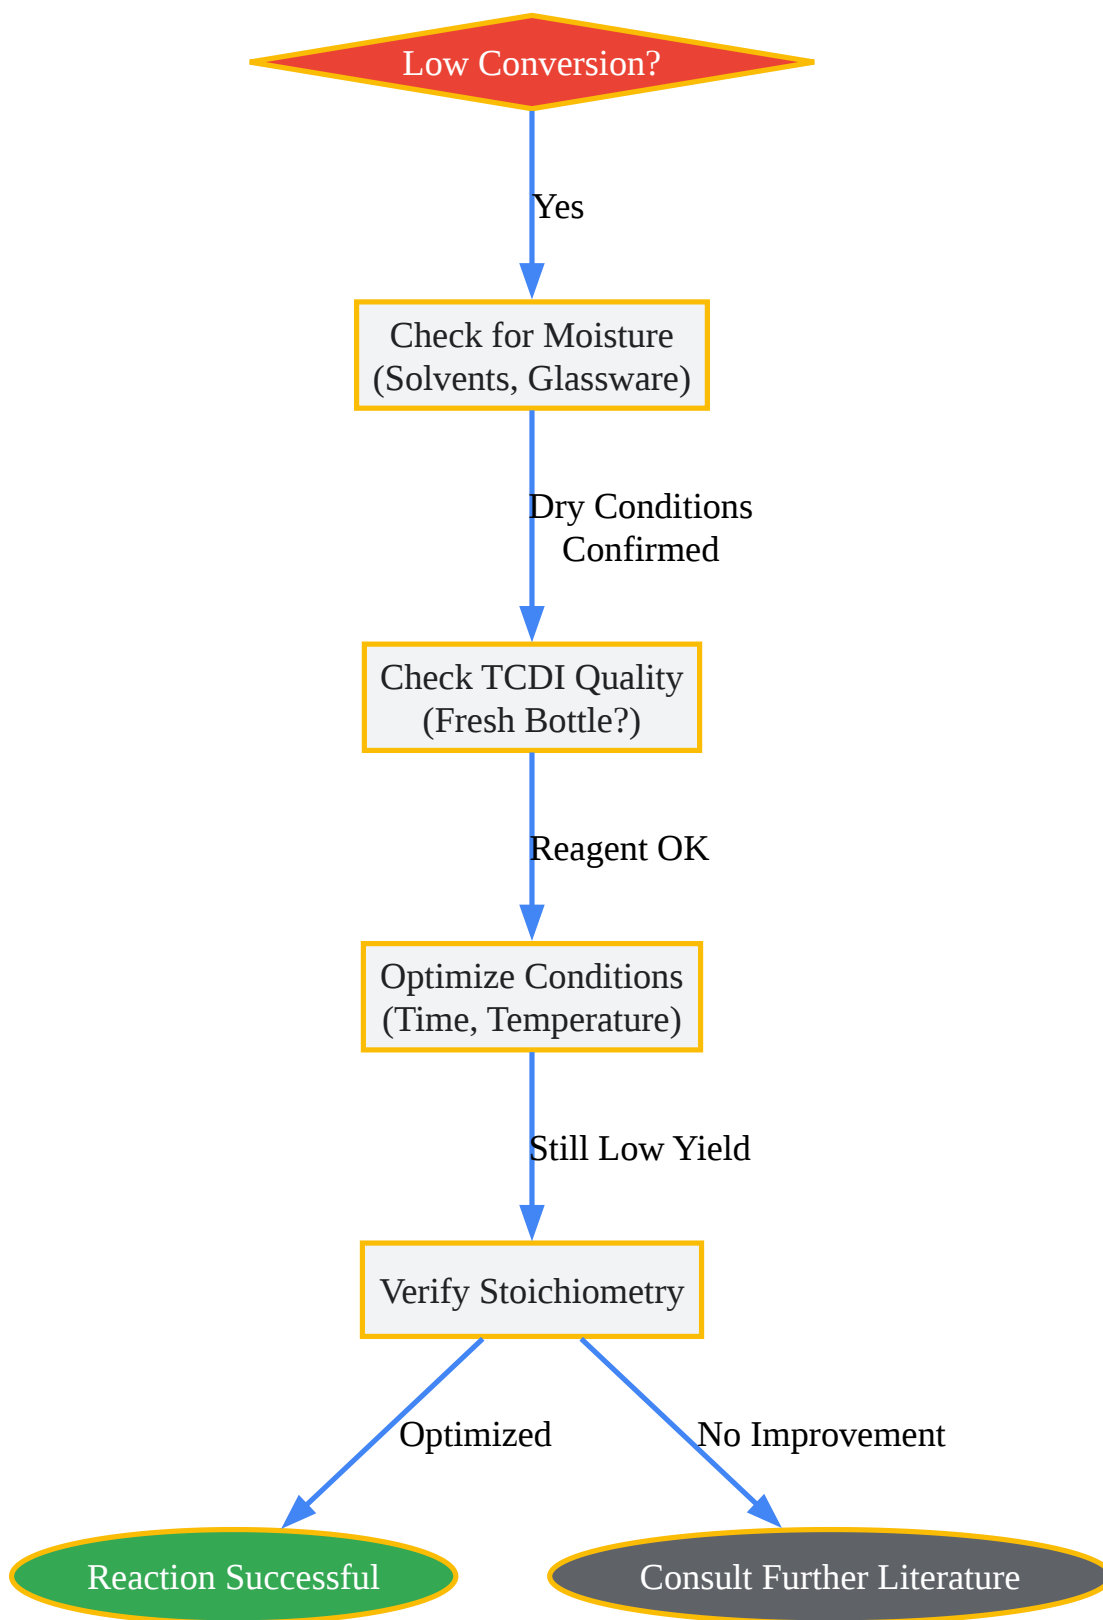 Low Conversion?
Yes
Check for Moisture
(Solvents, Glassware)
Dry Conditions
Confirmed
Check TCDI Quality
(Fresh Bottle?)
Reagent OK
Optimize Conditions
(Time, Temperature)
Still Low Yield
Verify Stoichiometry
Optimized
No Improvement
Reaction Successful
Consult Further Literature